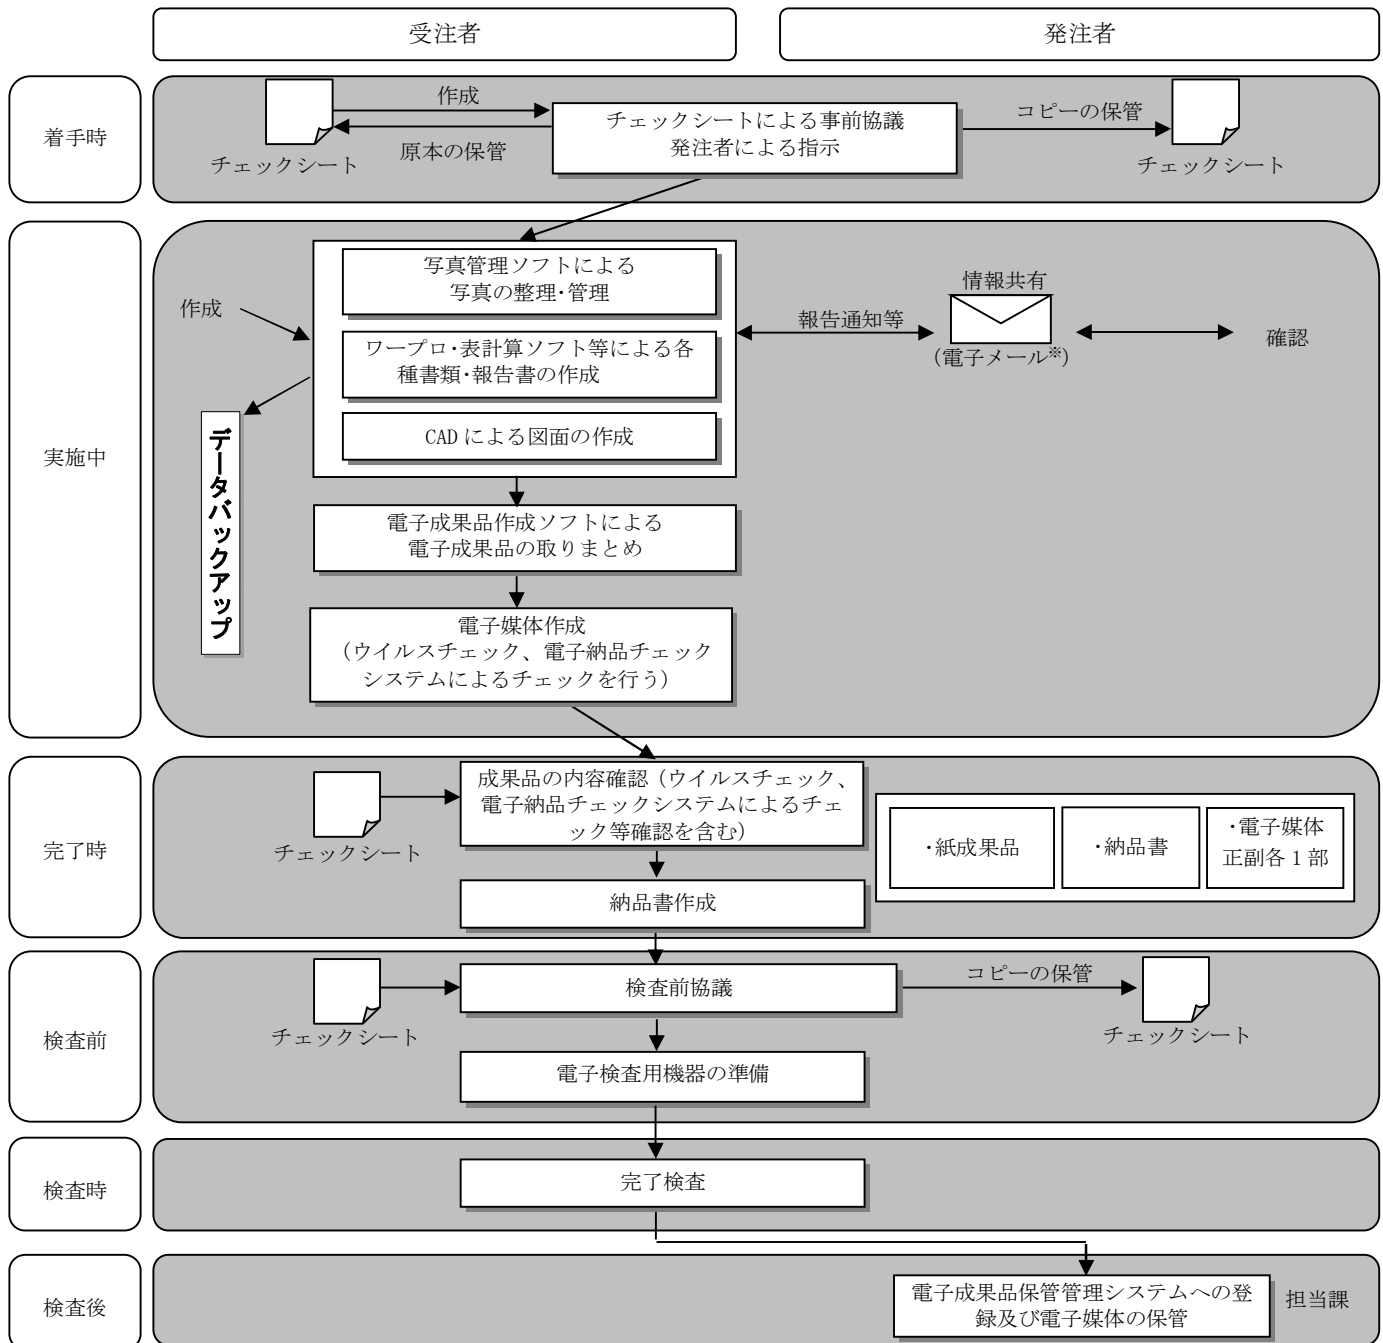 受注者
発注者
着手時
作成
原本の保管
チェックシート
チェックシートによる事前協議
発注者による指示
コピーの保管
チェックシート
実施中
作成
写真管理ソフトによる
写真の整理･管理
ワープロ･表計算ソフト等による各
種書類･報告書の作成
CADによる図面の作成
データバックアップ
報告通知等
情報共有
(電子メール※)
確認
電子成果品作成ソフトによる
電子成果品の取りまとめ
電子媒体作成
(ウイルスチェック、電子納品チェック
システムによるチェックを行う)
完了時
チェックシート
成果品の内容確認(ウイルスチェック、
電子納品チェックシステムによるチェ
ック等確認を含む)
納品書作成
･紙成果品
･納品書
･電子媒体
正副各1部
検査前
チェックシート
検査前協議
コピーの保管
チェックシート
電子検査用機器の準備
検査時
完了検査
検査後
電子成果品保管管理システムへの登
録及び電子媒体の保管
担当課